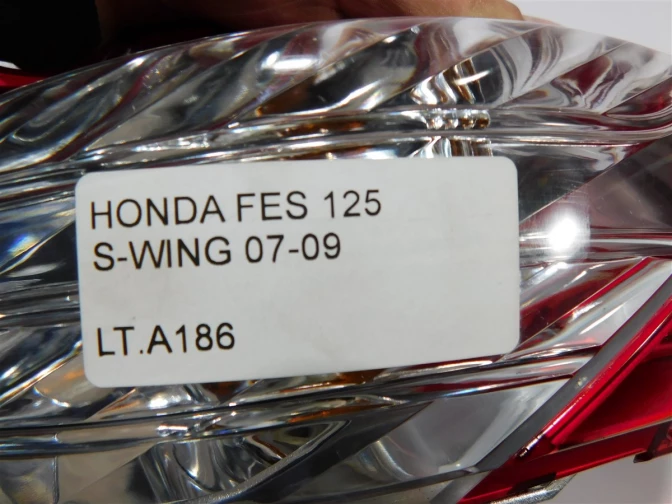 HONDA FES 125
S-WING 07-09
LT.A186